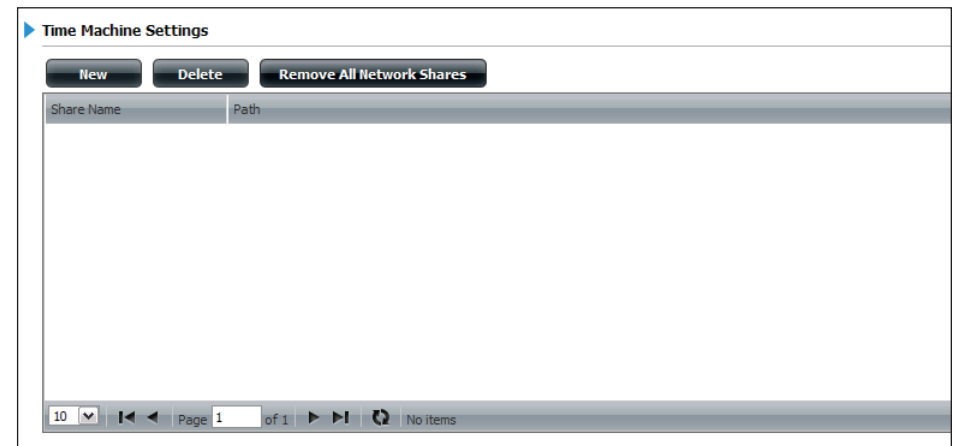 Time Machine Settings
New Delete Remove All Network Shares
Share Name Path
10 Page 1 of 1 No items